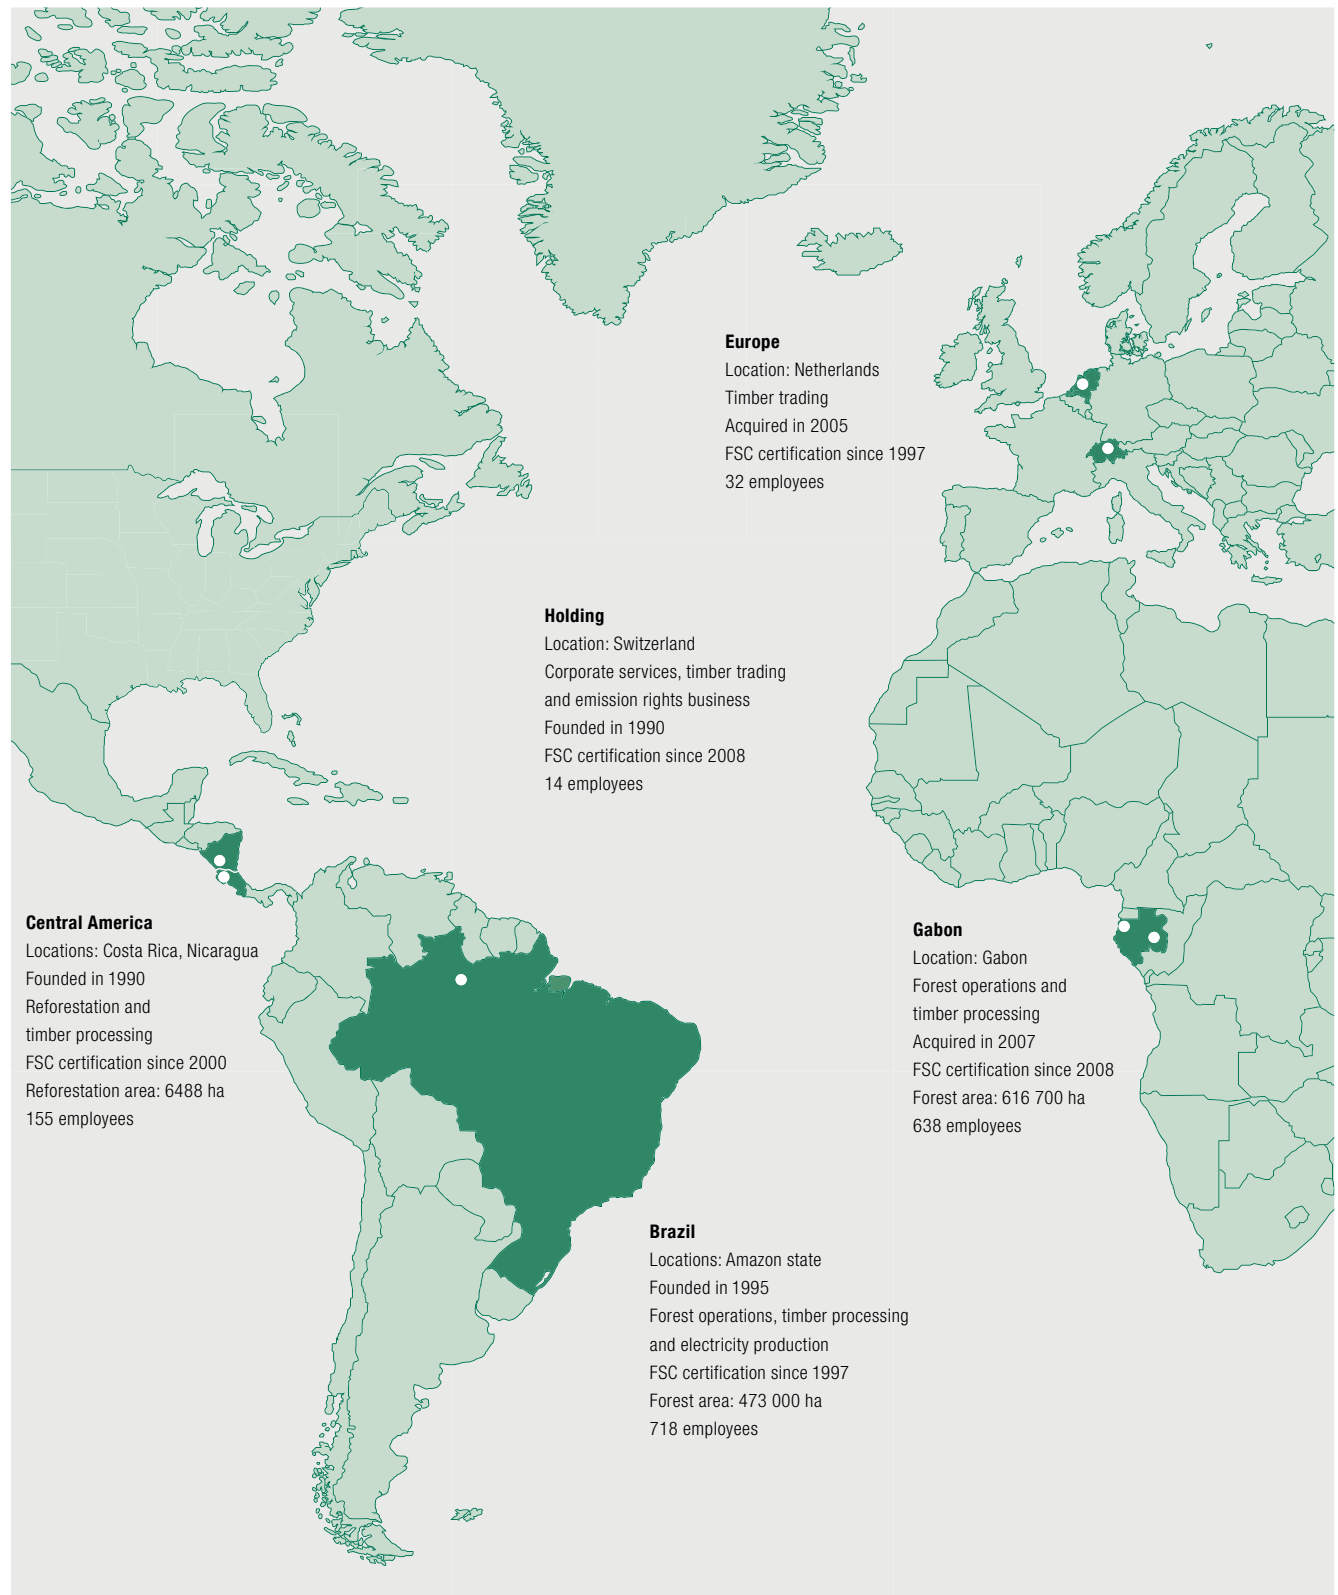 Europe
Location: Netherlands
Timber trading
Acquired in 2005
FSC certification since 1997
32 employees
Holding
Location: Switzerland
Corporate services, timber trading
and emission rights business
Founded in 1990
FSC certification since 2008
14 employees
Central America
Locations: Costa Rica, Nicaragua
Founded in 1990
Reforestation and
timber processing
FSC certification since 2000
Reforestation area: 6488 ha
155 employees
Gabon
Location: Gabon
Forest operations and
timber processing
Acquired in 2007
FSC certification since 2008
Forest area: 616 700 ha
638 employees
Brazil
Locations: Amazon state
Founded in 1995
Forest operations, timber processing
and electricity production
FSC certification since 1997
Forest area: 473 000 ha
718 employees